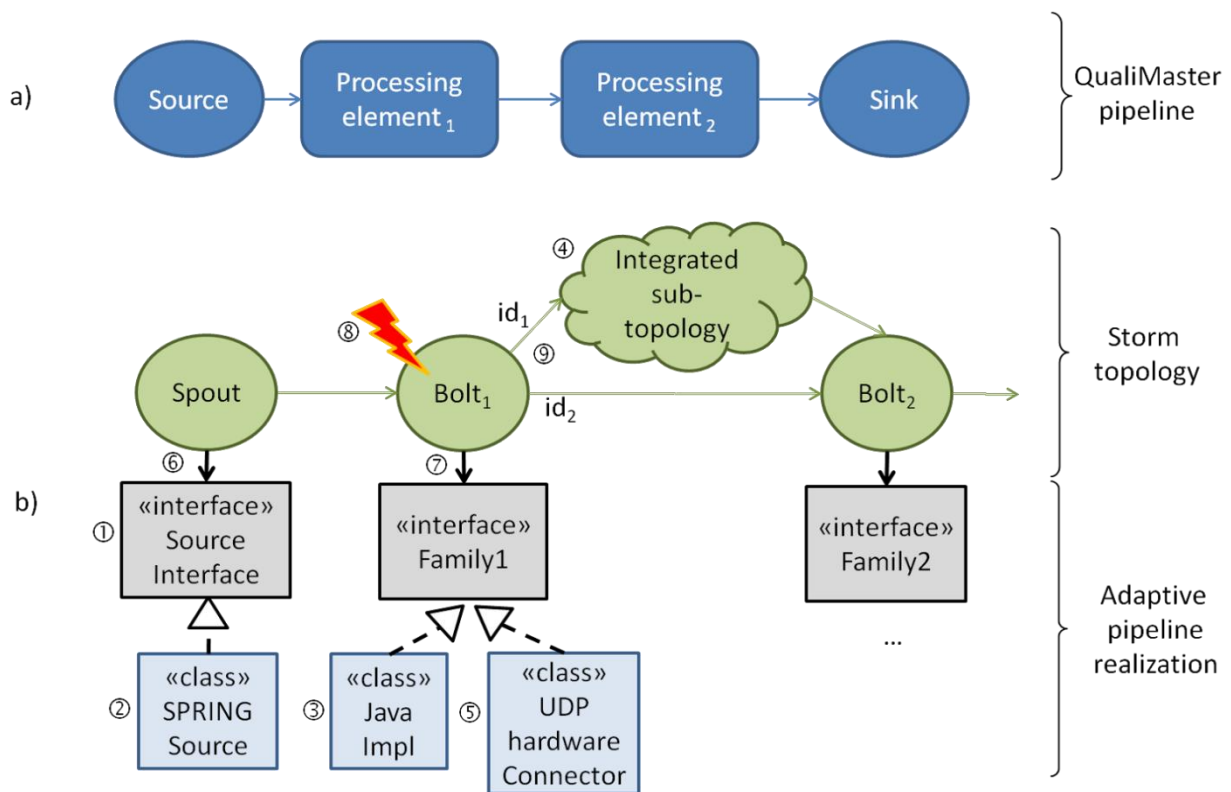 a)
Source
Processing
element 1
Processing
element 2
Sink
QualiMaster
pipeline
④
Integrated
sub-
topology
id1
⑧
⑨
Spout
Bolt1
id2
Bolt2
Storm
topology
⑥
⑦
b)
①
«interface»
Source
Interface
«interface»
Family1
«interface»
Family2
...
Adaptive
pipeline
realization
②
«class»
SPRING
Source
③
«class»
Java
Impl
⑤
«class»
UDP
hardware
Connector